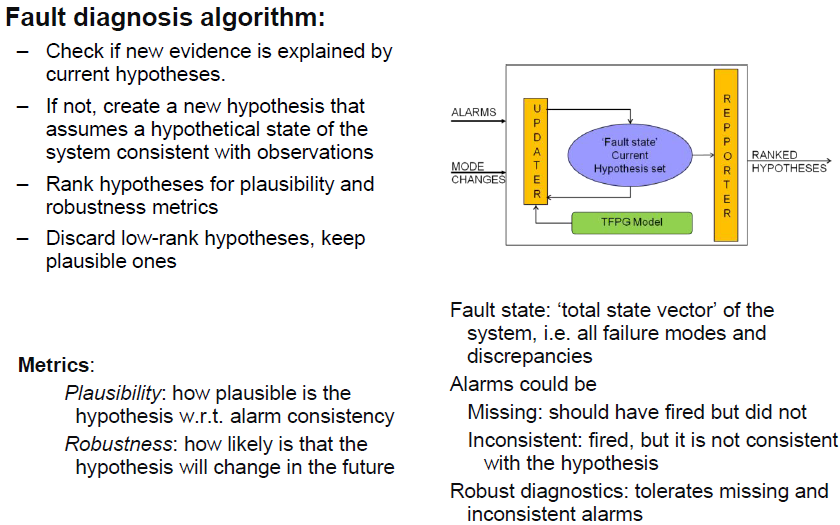 Fault diagnosis algorithm:
– Check if new evidence is explained by
current hypotheses.
– If not, create a new hypothesis that
assumes a hypothetical state of the
system consistent with observations
– Rank hypotheses for plausibility and
robustness metrics
– Discard low-rank hypotheses, keep
plausible ones
Metrics:
Plausibility: how plausible is the
hypothesis w.r.t. alarm consistency
Robustness: how likely is that the
hypothesis will change in the future
ALARMS
MODE
CHANGES
UPDATER
'Fault state'
Current
Hypothesis set
TFPG Model
REPPORTER
RANKED
HYPOTHESES
Fault state: ‘total state vector’ of the
system, i.e. all failure modes and
discrepancies
Alarms could be
Missing: should have fired but did not
Inconsistent: fired, but it is not consistent
with the hypothesis
Robust diagnostics: tolerates missing and
inconsistent alarms